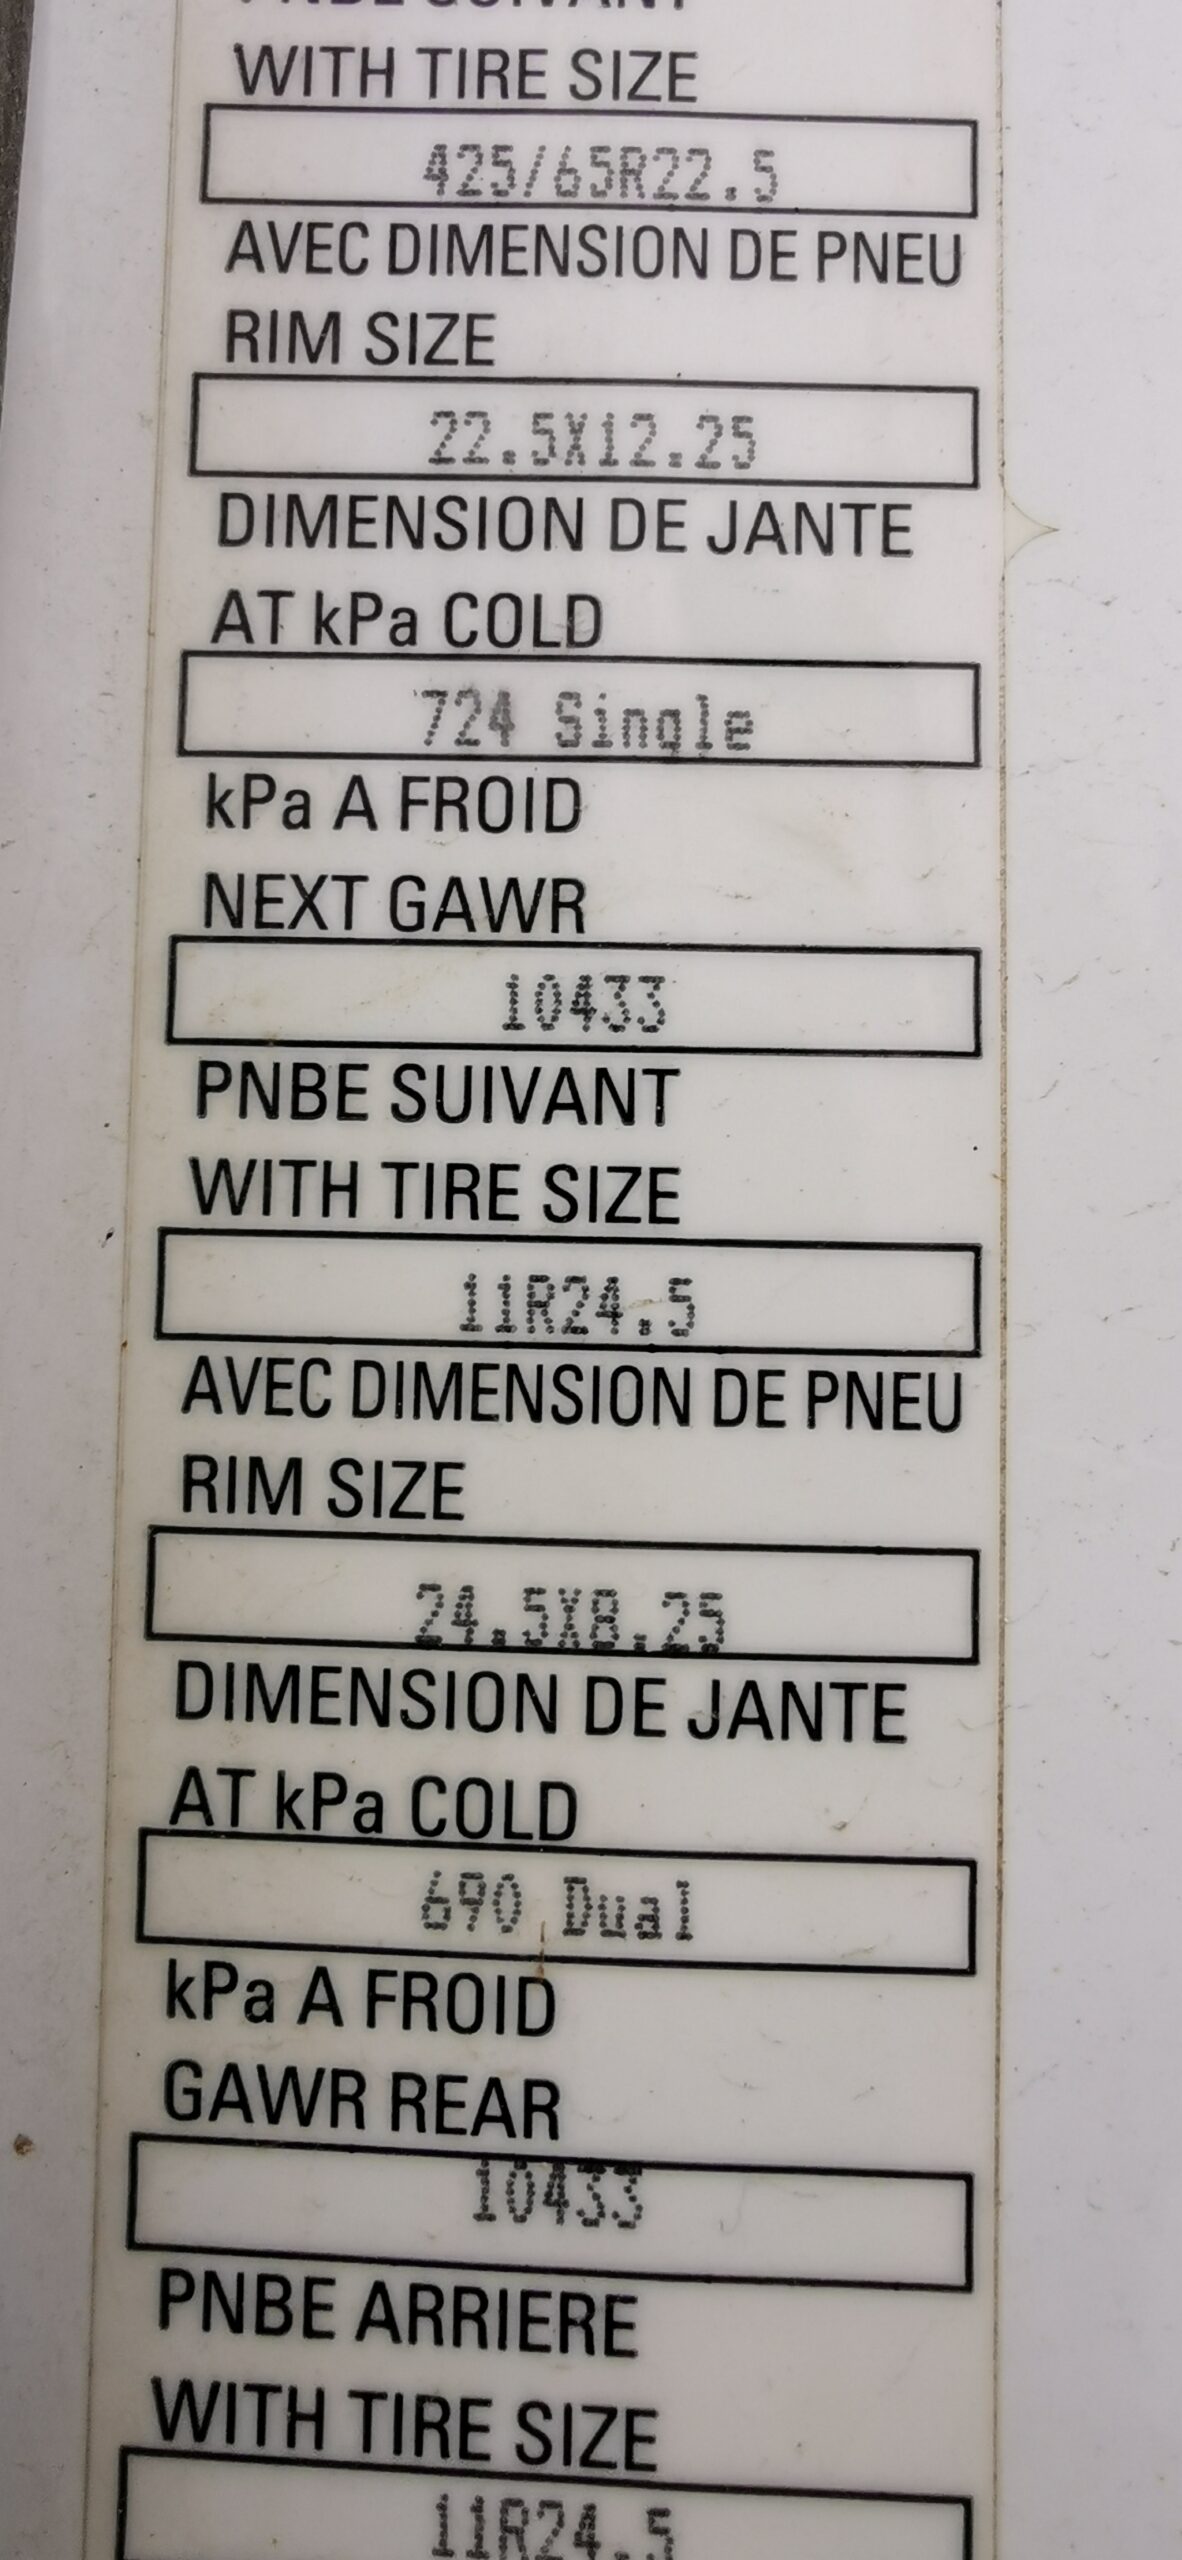 PNBE SUIVANT
WITH TIRE SIZE
425/65R22.5
AVEC DIMENSION DE PNEU
RIM SIZE
22.5X12.25
DIMENSION DE JANTE
AT kPa COLD
724 Single
kPa A FROID
NEXT GAWR
10433
PNBE SUIVANT
WITH TIRE SIZE
11R24.5
AVEC DIMENSION DE PNEU
RIM SIZE
24.5X8.25
DIMENSION DE JANTE
AT kPa COLD
690 Dual
kPa A FROID
GAWR REAR
10433
PNBE ARRIERE
WITH TIRE SIZE
11R24.5